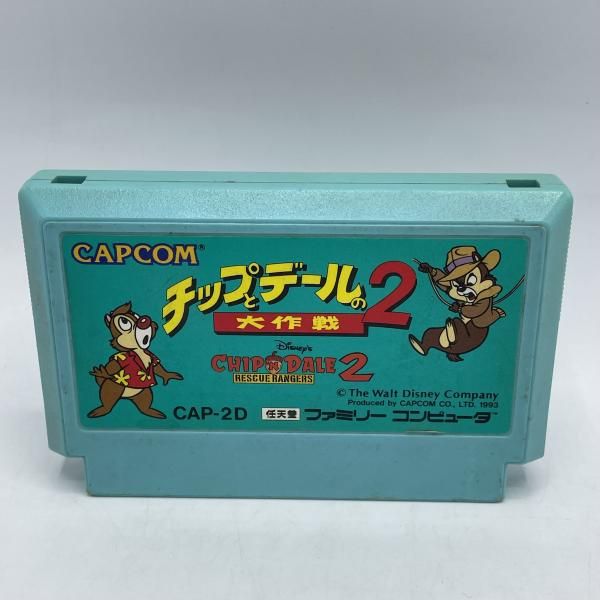 CAPCOM®
チップとデールの2
大作戦
Disney's
CHIP 'N DALE 2
RESCUE RANGERS
© The Walt Disney Company
Produced by CAPCOM CO., LTD. 1993
CAP-2D 任天堂 ファミリー コンピュータ™